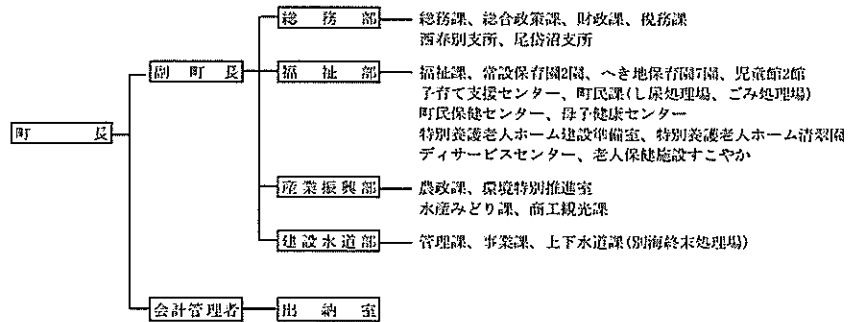 総務部
総務課、総合政策課、財政課、税務課
西春別支所、尾岱沼支所
副町長
福祉部
福祉課、常設保育園2園、へき地保育園7園、児童館2館
子育て支援センター、町民課(し尿処理場、ごみ処理場)
町民保健センター、母子健康センター
特別養護老人ホーム建設準備室、特別養護老人ホーム清翠園
ディサービスセンター、老人保健施設すこやか
町長
産業振興部
農政課、環境特別推進室
水産みどり課、商工観光課
建設水道部
管理課、事業課、上下水道課(別海終末処理場)
会計管理者
出納室